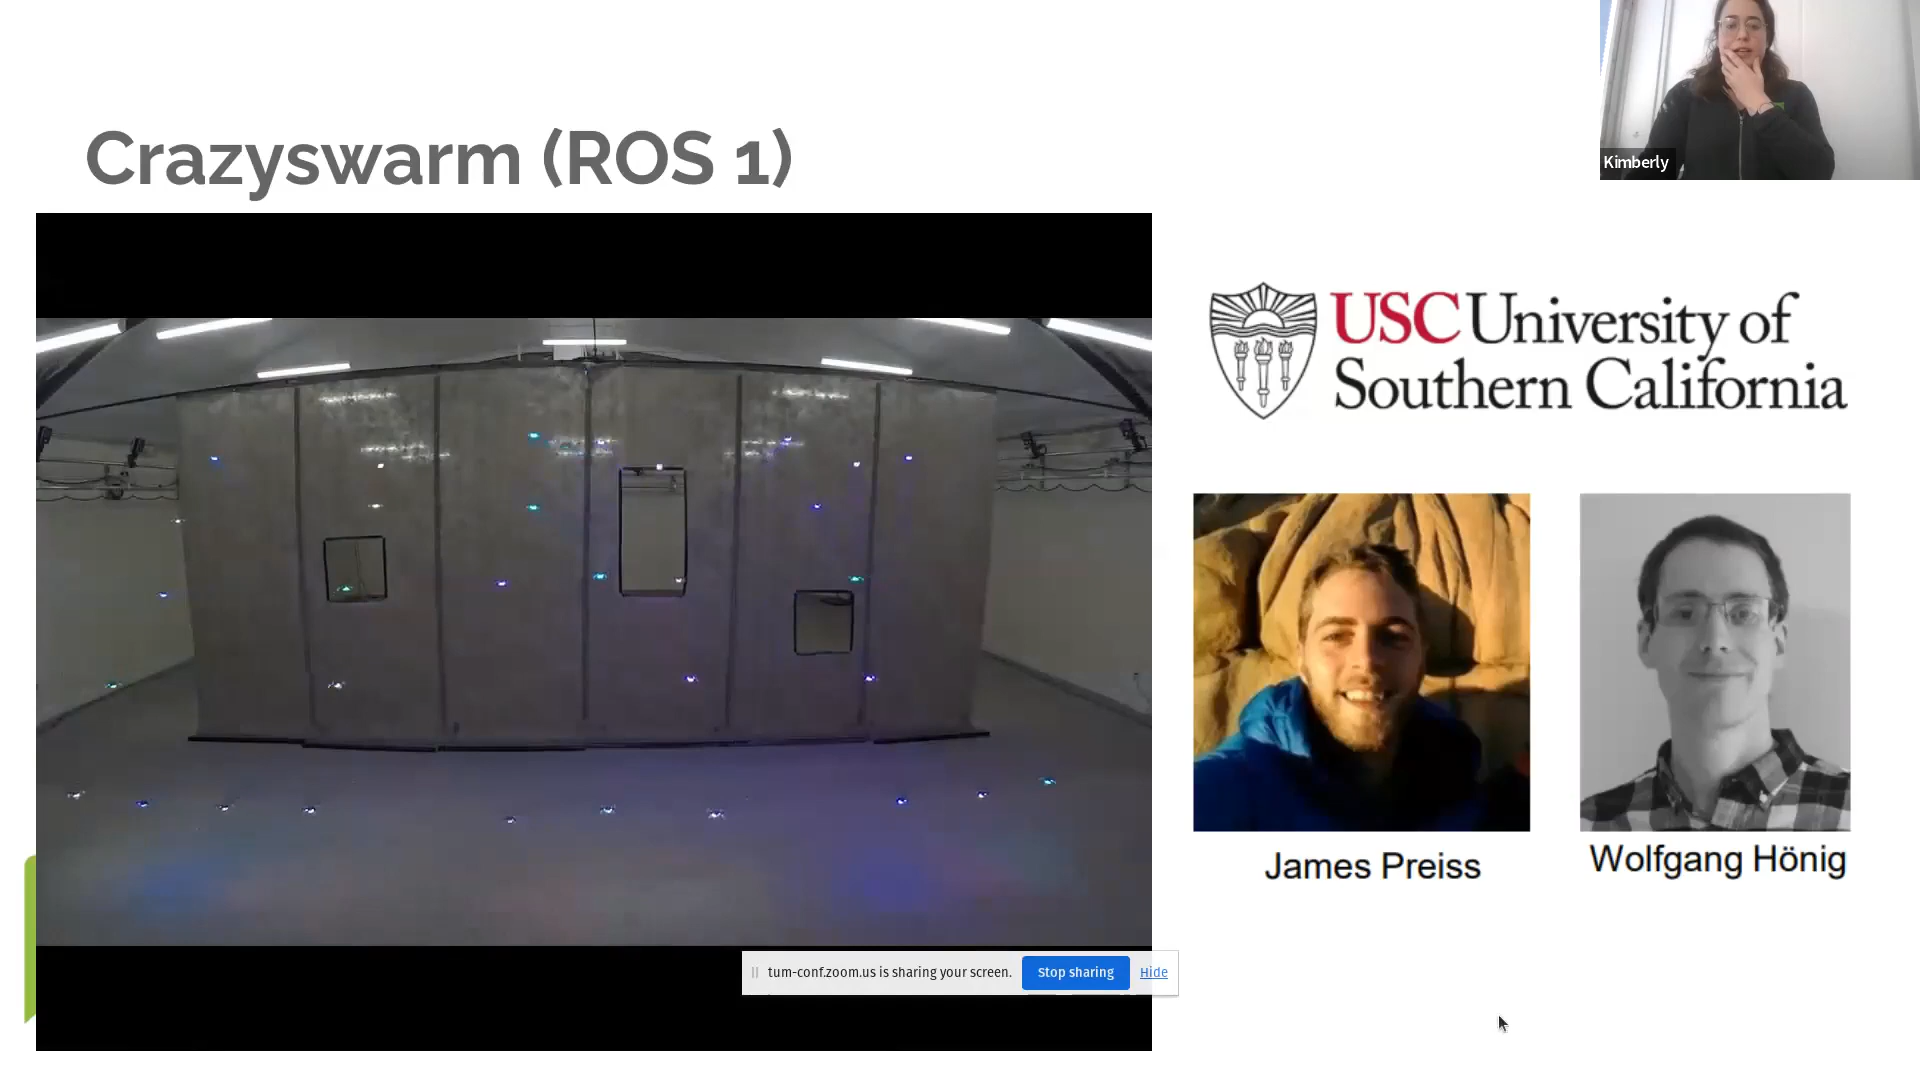 Crazyswarm (ROS 1)
Kimberly
USC University of
Southern California
James Preiss
Wolfgang Hönig
tum-conf.zoom.us is sharing your screen.
Stop sharing
Hide